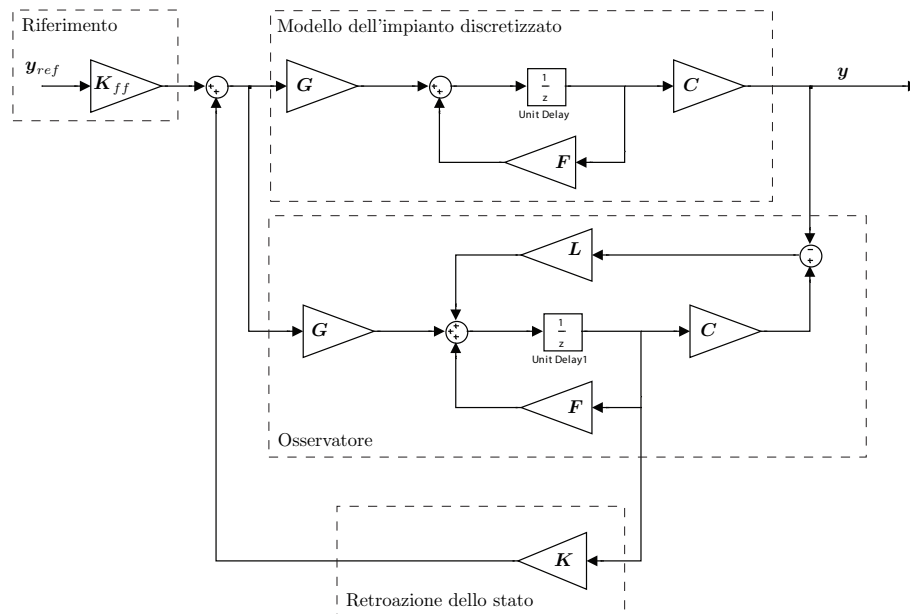 Riferimento
Modello dell'impianto discretizzato
y_ref
K_ff
+
+
G
+
+
1
z
Unit Delay
C
y
F
L
−
+
G
+
+
+
+
1
z
Unit Delay1
C
F
Osservatore
K
Retroazione dello stato